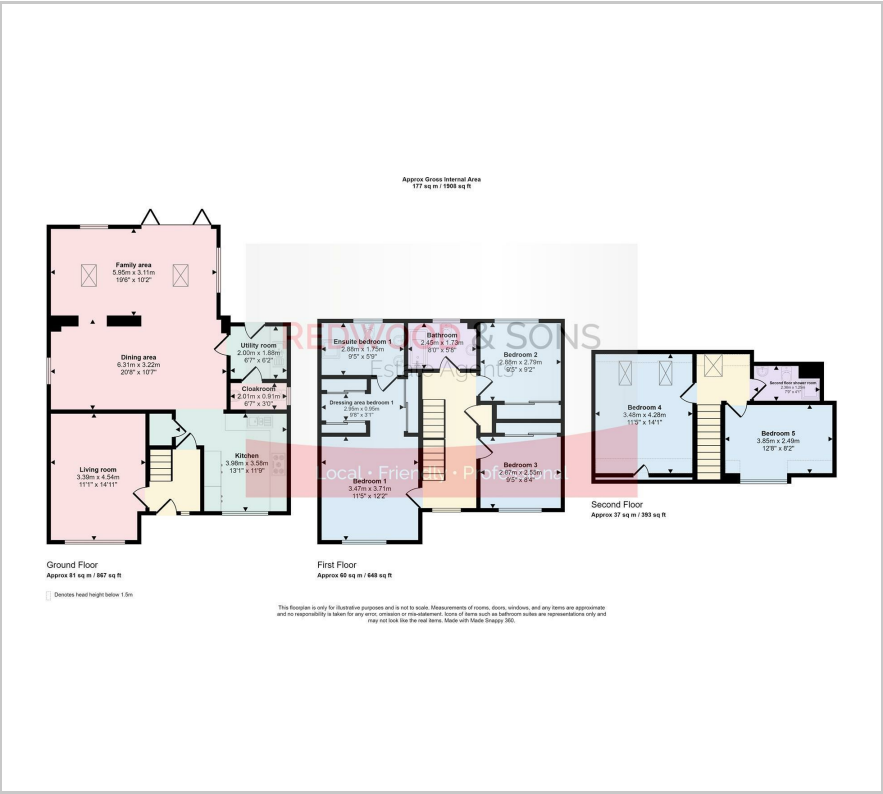 Approx Gross Internal Area
177 sq m / 1908 sq ft
Family area
5.95m x 3.11m
19'6" x 10'2"
Dining area
6.31m x 3.22m
20'8" x 10'7"
Utility room
2.00m x 1.88m
6'7" x 6'2"
Cloakroom
2.01m x 0.91m
6'7" x 3'0"
Kitchen
3.98m x 3.58m
13'1" x 11'9"
Living room
3.39m x 4.54m
11'1" x 14'11"
Ground Floor
Approx 81 sq m / 867 sq ft
Denotes head height below 1.5m
REDWOOD & SONS
Estate Agents
Local • Friendly • Professional
Ensuite bedroom 1
2.88m x 1.75m
9'5" x 5'9"
Bathroom
2.45m x 1.73m
8'0" x 5'8"
Bedroom 2
2.88m x 2.79m
9'5" x 9'2"
Dressing area bedroom 1
2.95m x 0.95m
9'8" x 3'1"
Bedroom 1
3.47m x 3.71m
11'5" x 12'2"
Bedroom 3
2.87m x 2.55m
9'5" x 8'4"
First Floor
Approx 60 sq m / 648 sq ft
Bedroom 4
3.48m x 4.28m
11'5" x 14'1"
Second floor shower room
Bedroom 5
3.85m x 2.49m
12'8" x 8'2"
Second Floor
Approx 37 sq m / 393 sq ft
This floorplan is only for illustrative purposes and is not to scale. Measurements of rooms, doors, windows, and any items are approximate
and no responsibility is taken for any error, omission or mis-statement. Icons of items such as bathroom suites are representations only and
may not look like the real items. Made with Made Snappy 360.